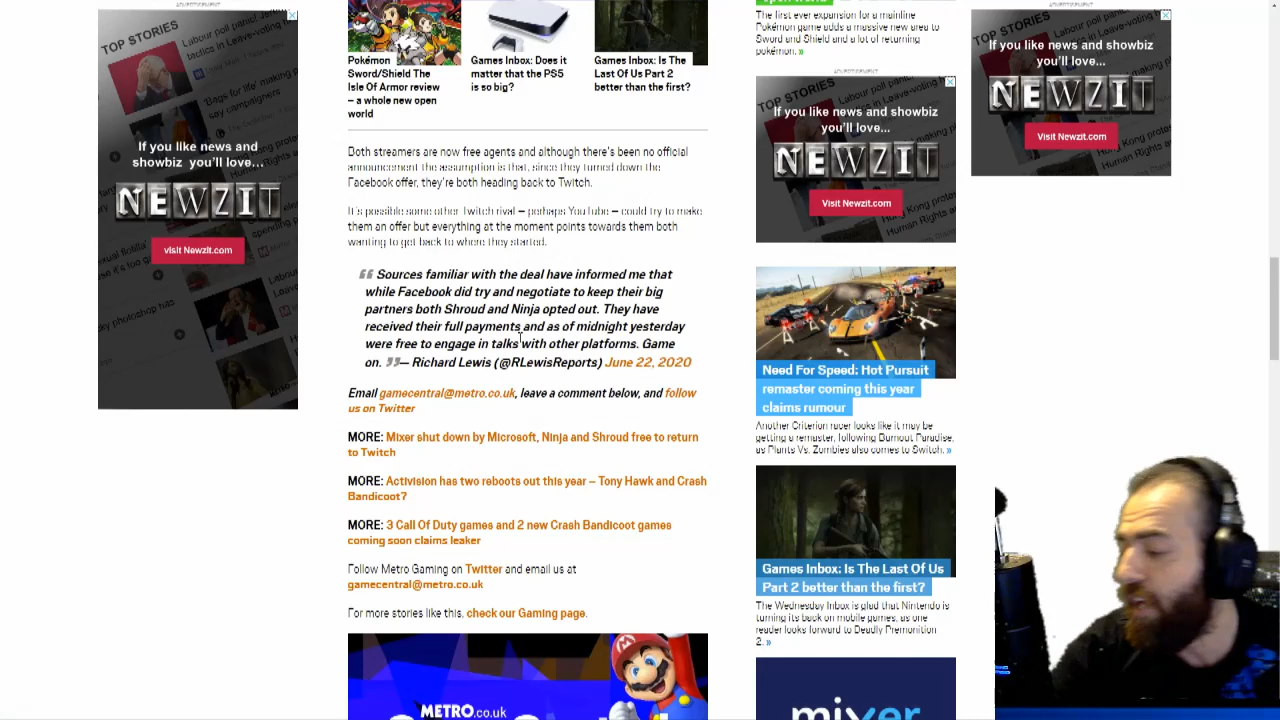 ADVERTISEMENT
TOP STORIES
If you like news and
showbiz you'll love...
NEWZIT
visit Newzit.com
Pokémon
Sword/Shield The
Isle Of Armor review
– a whole new open
world
Games Inbox: Does it
matter that the PS5
is so big?
Games Inbox: Is The
Last Of Us Part 2
better than the first?
Both streamers are now free agents and although there's been no official
announcement the assumption is that, since they turned down the
Facebook offer, they're both heading back to Twitch.
It's possible some other Twitch rival – perhaps YouTube – could try to make
them an offer but everything at the moment points towards them both
wanting to get back to where they started.
“ Sources familiar with the deal have informed me that
while Facebook did try and negotiate to keep their big
partners both Shroud and Ninja opted out. They have
received their full payments and as of midnight yesterday
were free to engage in talks with other platforms. Game
on. ”— Richard Lewis (@RLewisReports) June 22, 2020
Email gamecentral@metro.co.uk, leave a comment below, and follow
us on Twitter
MORE: Mixer shut down by Microsoft, Ninja and Shroud free to return
to Twitch
MORE: Activision has two reboots out this year – Tony Hawk and Crash
Bandicoot?
MORE: 3 Call Of Duty games and 2 new Crash Bandicoot games
coming soon claims leaker
Follow Metro Gaming on Twitter and email us at
gamecentral@metro.co.uk
For more stories like this, check our Gaming page.
METRO.co.uk
The first ever expansion for a mainline
Pokémon game adds a massive new area to
Sword and Shield and a lot of returning
pokémon. »
ADVERTISEMENT
TOP STORIES
If you like news and showbiz
you'll love...
NEWZIT
Visit Newzit.com
Need For Speed: Hot Pursuit
remaster coming this year
claims rumour
Another Criterion racer looks like it may be
getting a remaster, following Burnout Paradise,
as Plants Vs. Zombies also comes to Switch. »
Games Inbox: Is The Last Of Us
Part 2 better than the first?
The Wednesday Inbox is glad that Nintendo is
turning its back on mobile games, as one
reader looks forward to Deadly Premonition
2. »
mixer
ADVERTISEMENT
TOP STORIES
If you like news and showbiz
you'll love...
NEWZIT
Visit Newzit.com